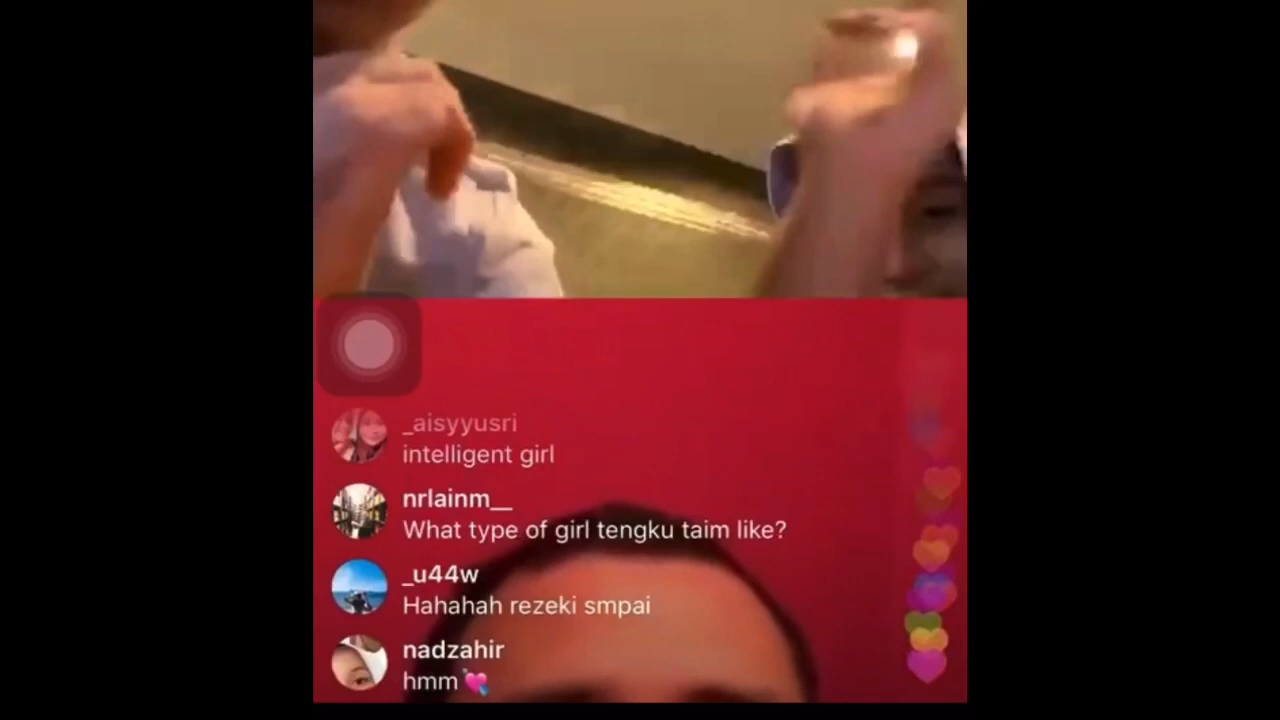 _aisyyusri
intelligent girl
nrlainm__
What type of girl tengku taim like?
_u44w
Hahahah rezeki smpai
nadzahir
hmm💘